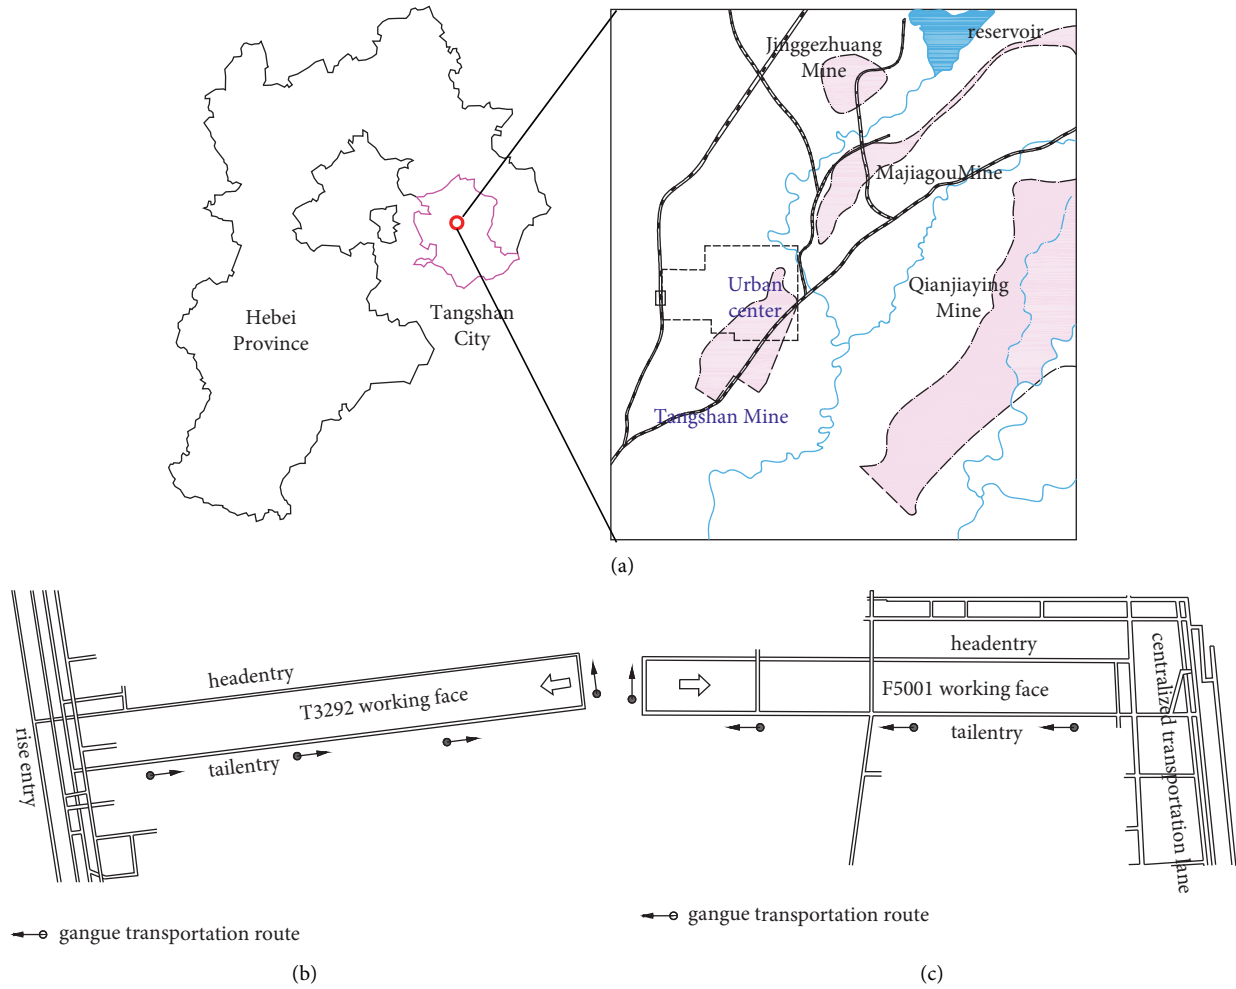 reservoir
Jinggezhuang
Mine
MajiagouMine
Urban
center
Qianjiaying
Mine
Hebei
Province
Tangshan
City
Tangshan Mine
(a)
headentry
T3292 working face
tailentry
rise entry
gangue transportation route
(b)
headentry
F5001 working face
tailentry
centralized transportation lane
gangue transportation route
(c)